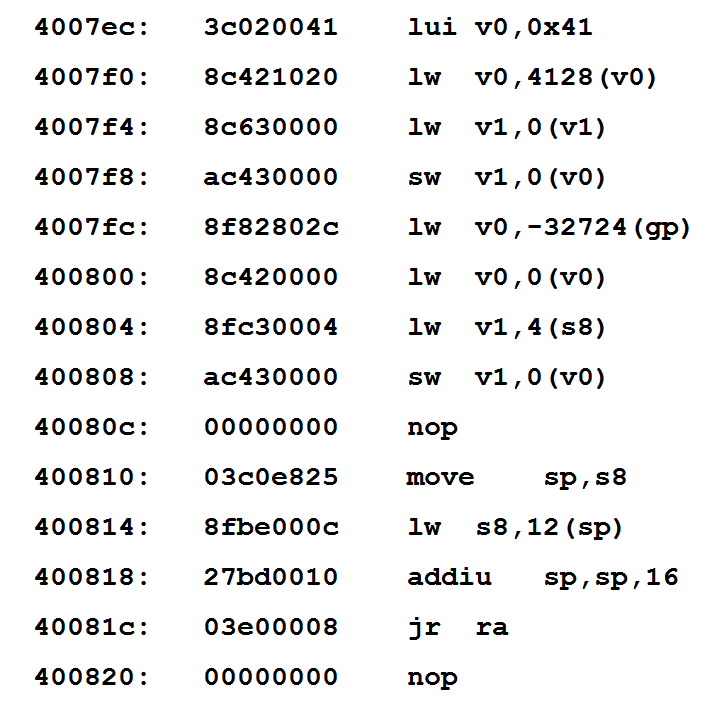 4007ec: 3c020041 lui v0,0x41
4007f0: 8c421020 lw v0,4128(v0)
4007f4: 8c630000 lw v1,0(v1)
4007f8: ac430000 sw v1,0(v0)
4007fc: 8f82802c lw v0,-32724(gp)
400800: 8c420000 lw v0,0(v0)
400804: 8fc30004 lw v1,4(s8)
400808: ac430000 sw v1,0(v0)
40080c: 00000000 nop
400810: 03c0e825 move sp,s8
400814: 8fbe000c lw s8,12(sp)
400818: 27bd0010 addiu sp,sp,16
40081c: 03e00008 jr ra
400820: 00000000 nop